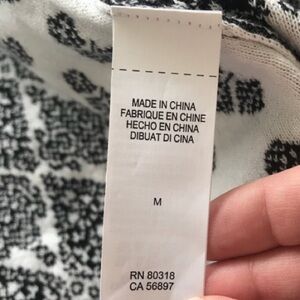 MADE IN CHINA
FABRIQUE EN CHINE
HECHO EN CHINA
DIBUAT DI CINA
M
RN 80318
CA 56897